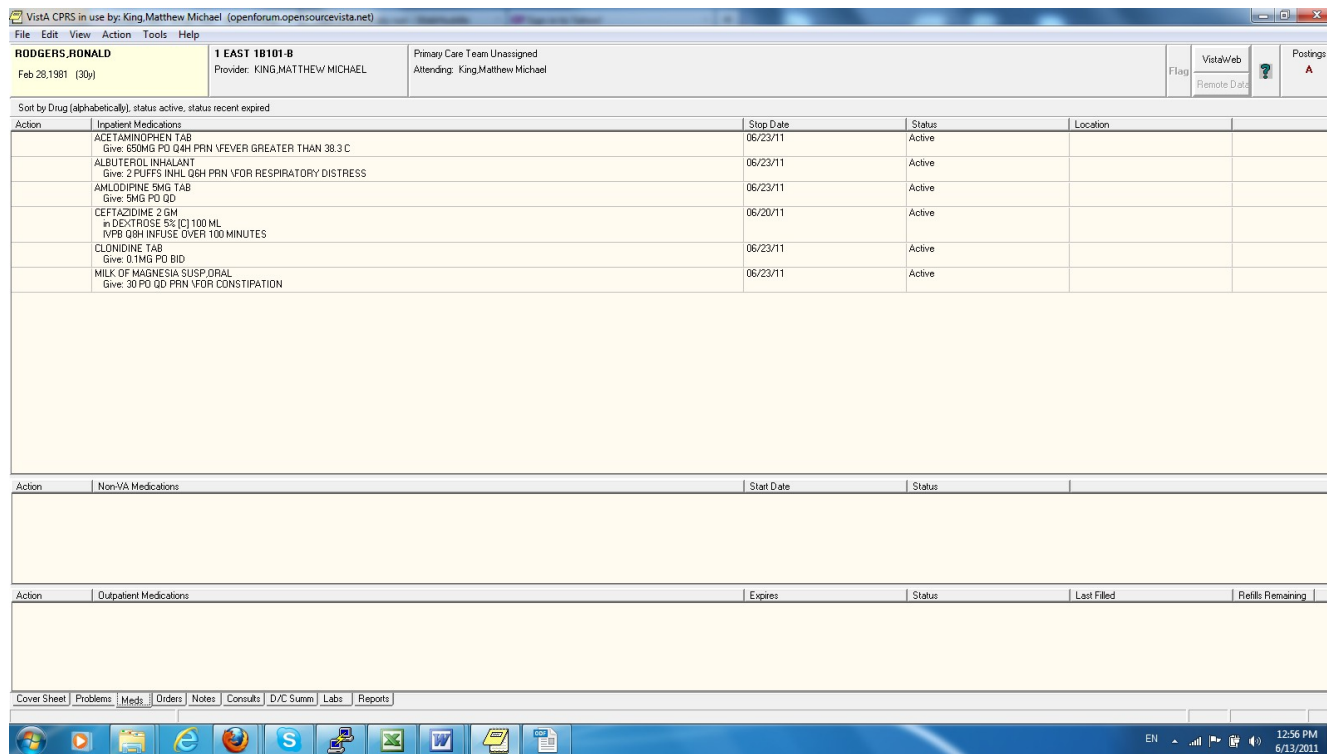 VistA CPRS in use by: King,Matthew Michael (openforum.opensourcevista.net)
File Edit View Action Tools Help
RODGERS,RONALD
Feb 28,1981 (30y)
1 EAST 1B101-B
Provider: KING,MATTHEW MICHAEL
Primary Care Team Unassigned
Attending: King,Matthew Michael
Flag
VistaWeb
Remote Data
?
Postings
A
Sort by Drug (alphabetically), status active, status recent expired
Action Inpatient Medications Stop Date Status Location
ACETAMINOPHEN TAB 06/23/11 Active
Give: 650MG PO Q4H PRN \FEVER GREATER THAN 38.3 C
ALBUTEROL INHALANT 06/23/11 Active
Give: 2 PUFFS INHL Q6H PRN \FOR RESPIRATORY DISTRESS
AMLODIPINE 5MG TAB 06/23/11 Active
Give: 5MG PO QD
CEFTAZIDIME 2 GM 06/20/11 Active
in DEXTROSE 5% [C] 100 ML
IVPB Q8H INFUSE OVER 100 MINUTES
CLONIDINE TAB 06/23/11 Active
Give: 0.1MG PO BID
MILK OF MAGNESIA SUSP,ORAL 06/23/11 Active
Give: 30 PO QD PRN \FOR CONSTIPATION
Action Non-VA Medications Start Date Status
Action Outpatient Medications Expires Status Last Filled Refills Remaining
Cover Sheet Problems Meds Orders Notes Consults D/C Summ Labs Reports
EN 12:56 PM
6/13/2011